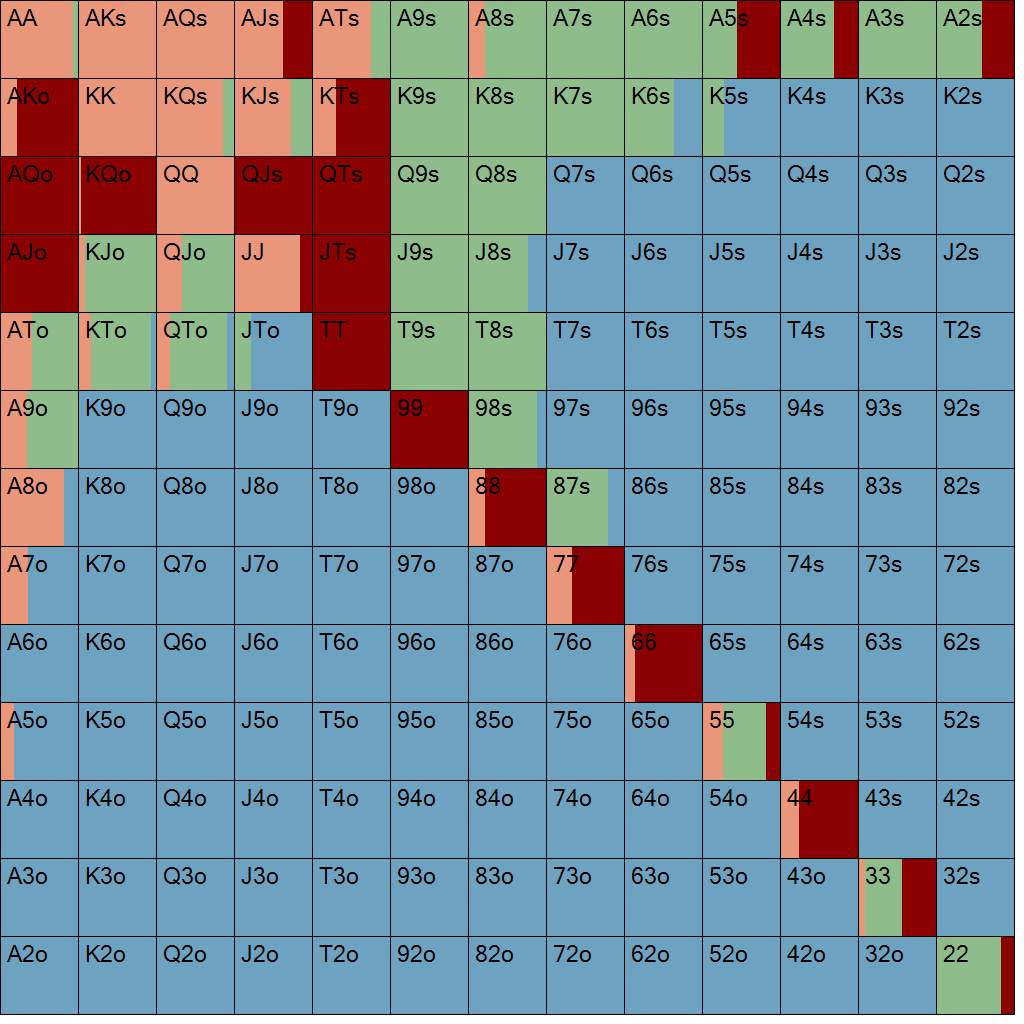 AA AKs AQs AJs ATs A9s A8s A7s A6s A5s A4s A3s A2s
AKo KK KQs KJs KTs K9s K8s K7s K6s K5s K4s K3s K2s
AQo KQo QQ QJs QTs Q9s Q8s Q7s Q6s Q5s Q4s Q3s Q2s
AJo KJo QJo JJ JTs J9s J8s J7s J6s J5s J4s J3s J2s
ATo KTo QTo JTo TT T9s T8s T7s T6s T5s T4s T3s T2s
A9o K9o Q9o J9o T9o 99 98s 97s 96s 95s 94s 93s 92s
A8o K8o Q8o J8o T8o 98o 88 87s 86s 85s 84s 83s 82s
A7o K7o Q7o J7o T7o 97o 87o 77 76s 75s 74s 73s 72s
A6o K6o Q6o J6o T6o 96o 86o 76o 66 65s 64s 63s 62s
A5o K5o Q5o J5o T5o 95o 85o 75o 65o 55 54s 53s 52s
A4o K4o Q4o J4o T4o 94o 84o 74o 64o 54o 44 43s 42s
A3o K3o Q3o J3o T3o 93o 83o 73o 63o 53o 43o 33 32s
A2o K2o Q2o J2o T2o 92o 82o 72o 62o 52o 42o 32o 22